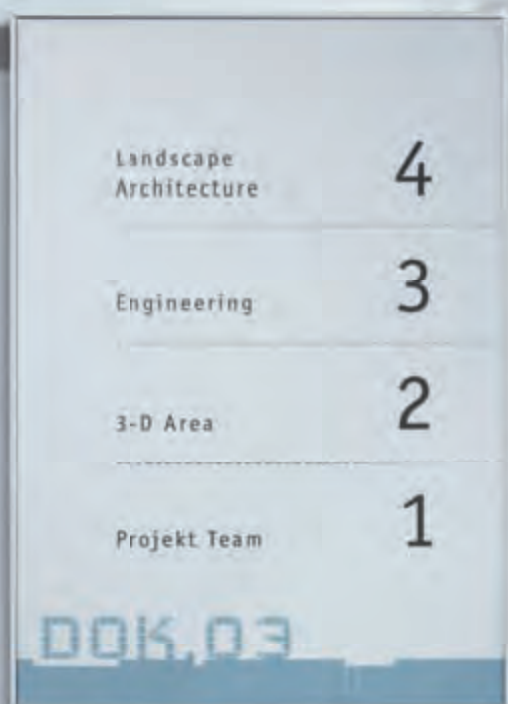 Landscape
Architecture 4
Engineering 3
3-D Area 2
Projekt Team 1
DOK.03